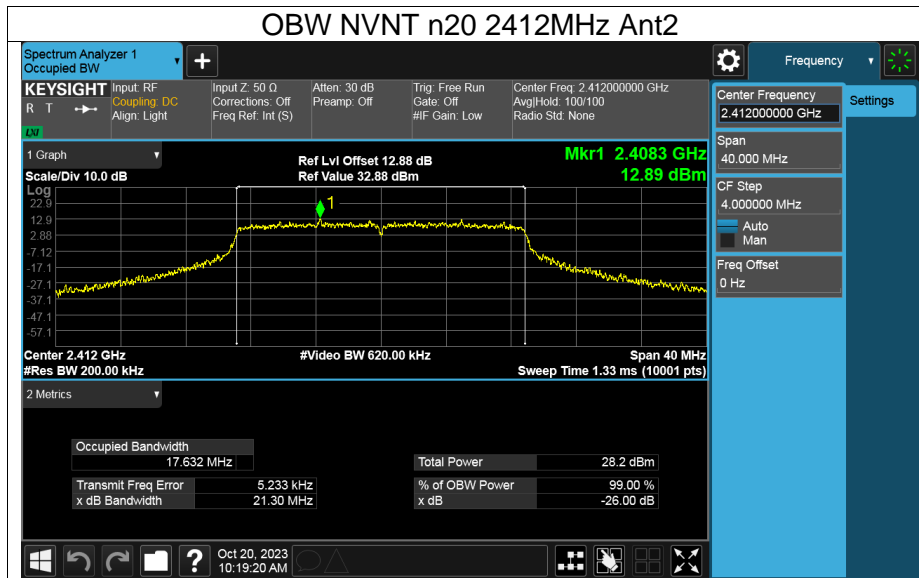 OBW NVNT n20 2412MHz Ant2
Spectrum Analyzer 1
Occupied BW
+
Frequency
KEYSIGHT
R T
LXI
Input: RF
Coupling: DC
Align: Light
Input Z: 50 Ω
Corrections: Off
Freq Ref: Int (S)
Atten: 30 dB
Preamp: Off
Trig: Free Run
Gate: Off
#IF Gain: Low
Center Freq: 2.412000000 GHz
Avg|Hold: 100/100
Radio Std: None
Center Frequency
2.412000000 GHz
Settings
Span
40.000 MHz
CF Step
4.000000 MHz
Auto
Man
Freq Offset
0 Hz
1 Graph
Scale/Div 10.0 dB
Ref Lvl Offset 12.88 dB
Ref Value 32.88 dBm
Mkr1 2.4083 GHz
12.89 dBm
Log
22.9
12.9
2.88
-7.12
-17.1
-27.1
-37.1
-47.1
-57.1
1
Center 2.412 GHz
#Res BW 200.00 kHz
#Video BW 620.00 kHz
Span 40 MHz
Sweep Time 1.33 ms (10001 pts)
2 Metrics
Occupied Bandwidth
17.632 MHz
Transmit Freq Error 5.233 kHz
x dB Bandwidth 21.30 MHz
Total Power 28.2 dBm
% of OBW Power 99.00 %
x dB -26.00 dB
?
Oct 20, 2023
10:19:20 AM